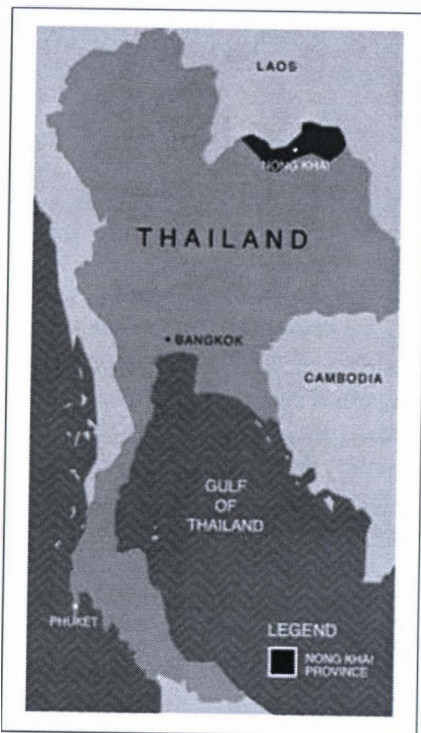 LAOS
NONG KHAI
THAILAND
BANGKOK
CAMBODIA
GULF
OF
THAILAND
PHUKET
LEGEND
NONG KHAI
PROVINCE